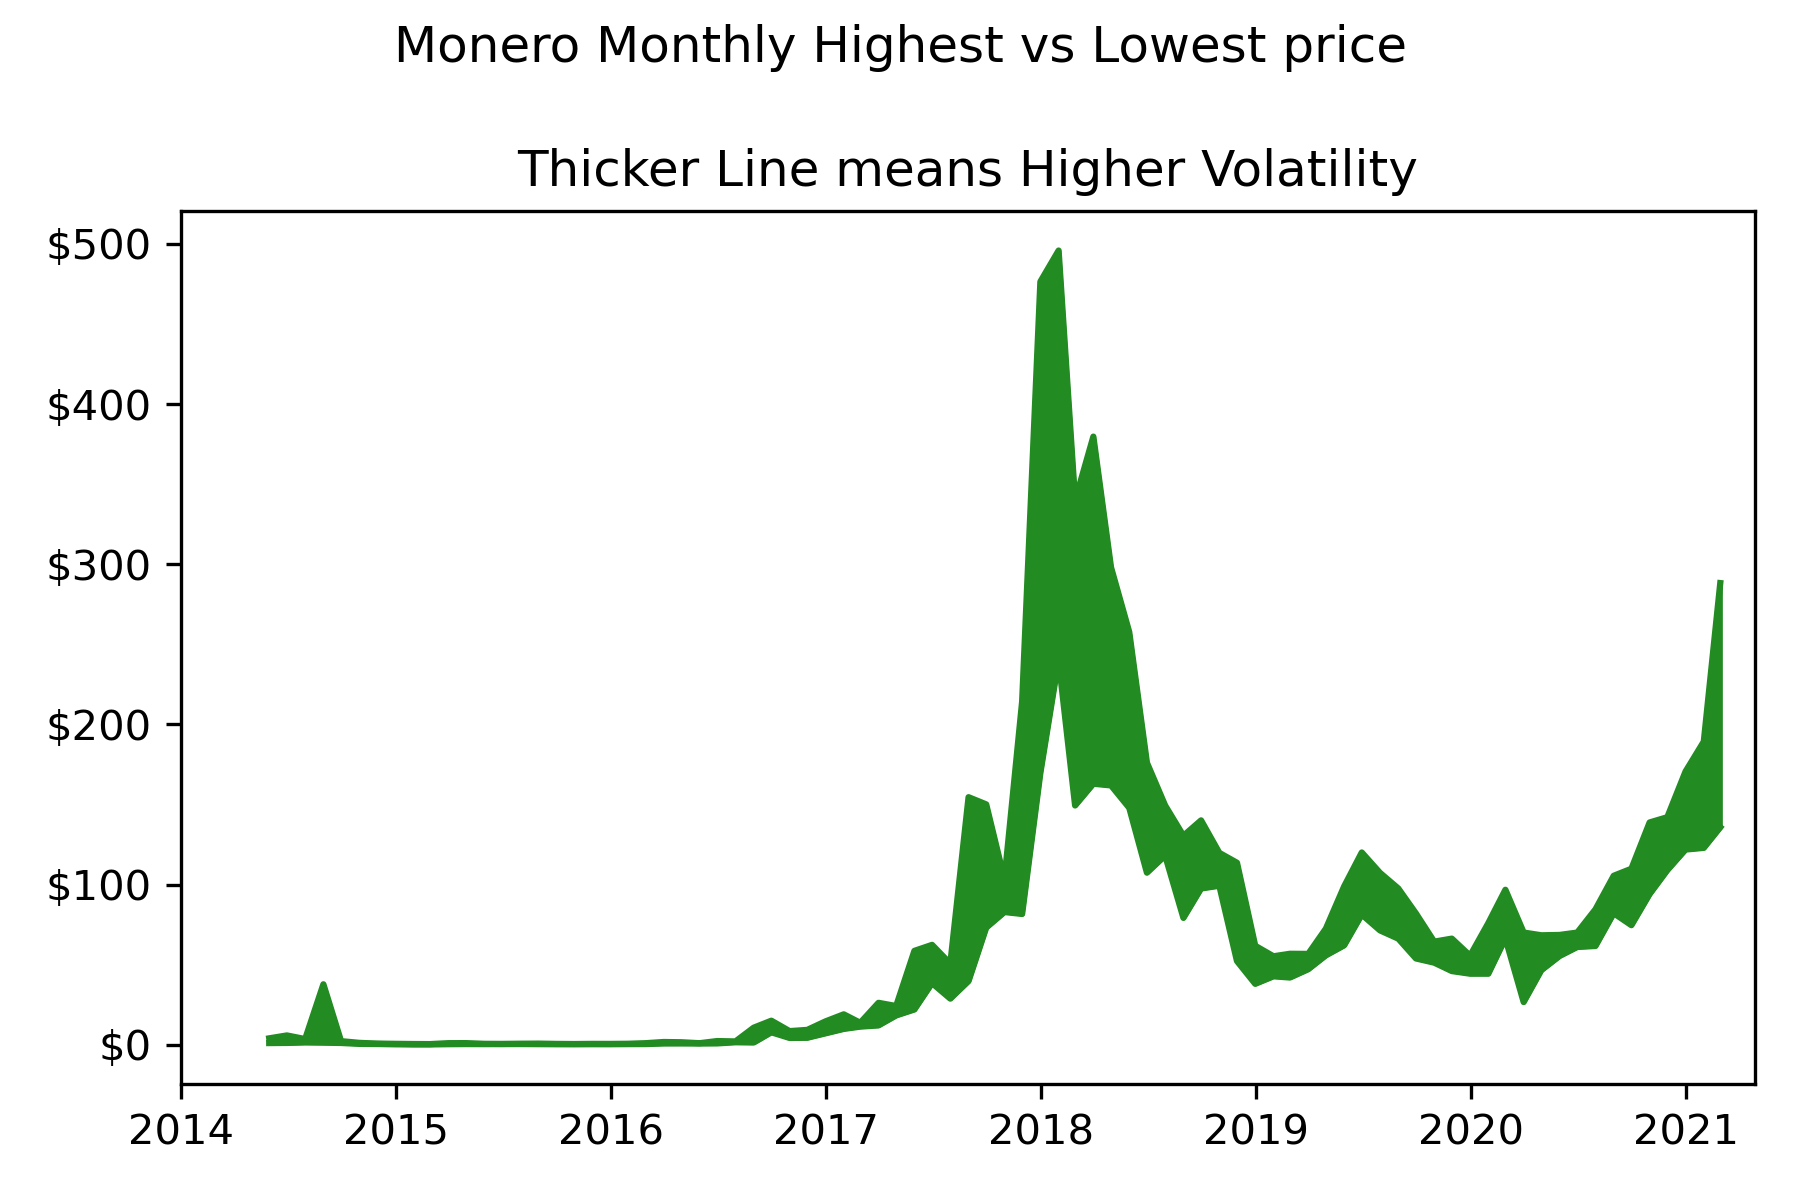 Monero Monthly Highest vs Lowest price
Thicker Line means Higher Volatility
$500
$400
$300
$200
$100
$0
2014 2015 2016 2017 2018 2019 2020 2021